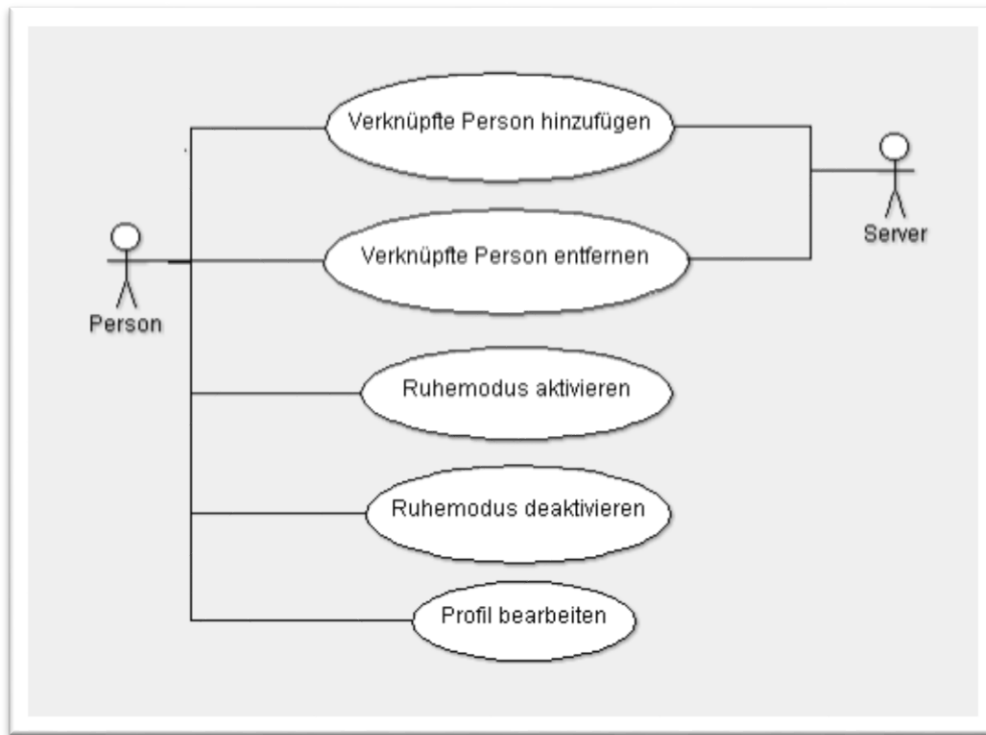 Verknüpfte Person hinzufügen
Server
Verknüpfte Person entfernen
Person
Ruhemodus aktivieren
Ruhemodus deaktivieren
Profil bearbeiten